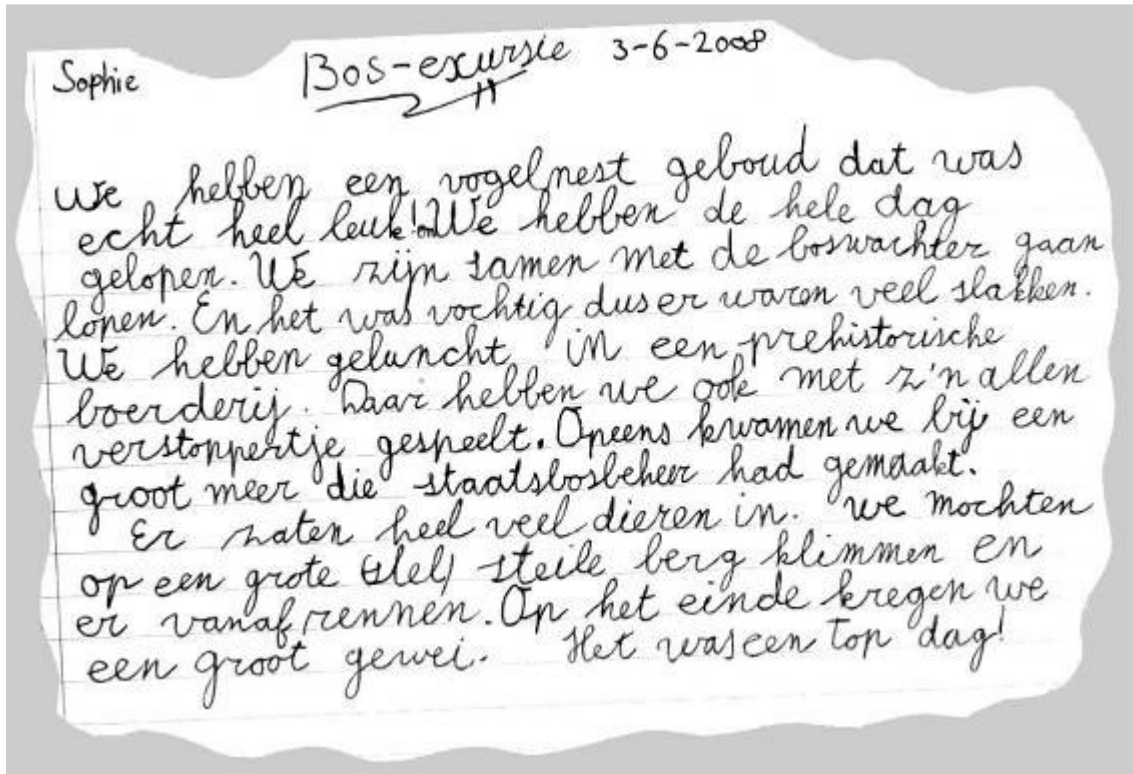 Sophie Bos-excursie 3-6-2008
We hebben een vogelnest geboud dat was
echt heel leuk! We hebben de hele dag
gelopen. We zijn samen met de boswachter gaan
lopen. En het was vochtig dus er waren veel slakken.
We hebben geluncht in een prehistorische
boerderij. Daar hebben we ook met z'n allen
verstoppertje gespeelt. Opeens kwamen we bij een
groot meer die staatsbosbeheer had gemaakt.
Er zaten heel veel dieren in. we mochten
op een grote (stel) steile berg klimmen en
er vanaf rennen. Op het einde kregen we
een groot gewei. Het was een top dag!